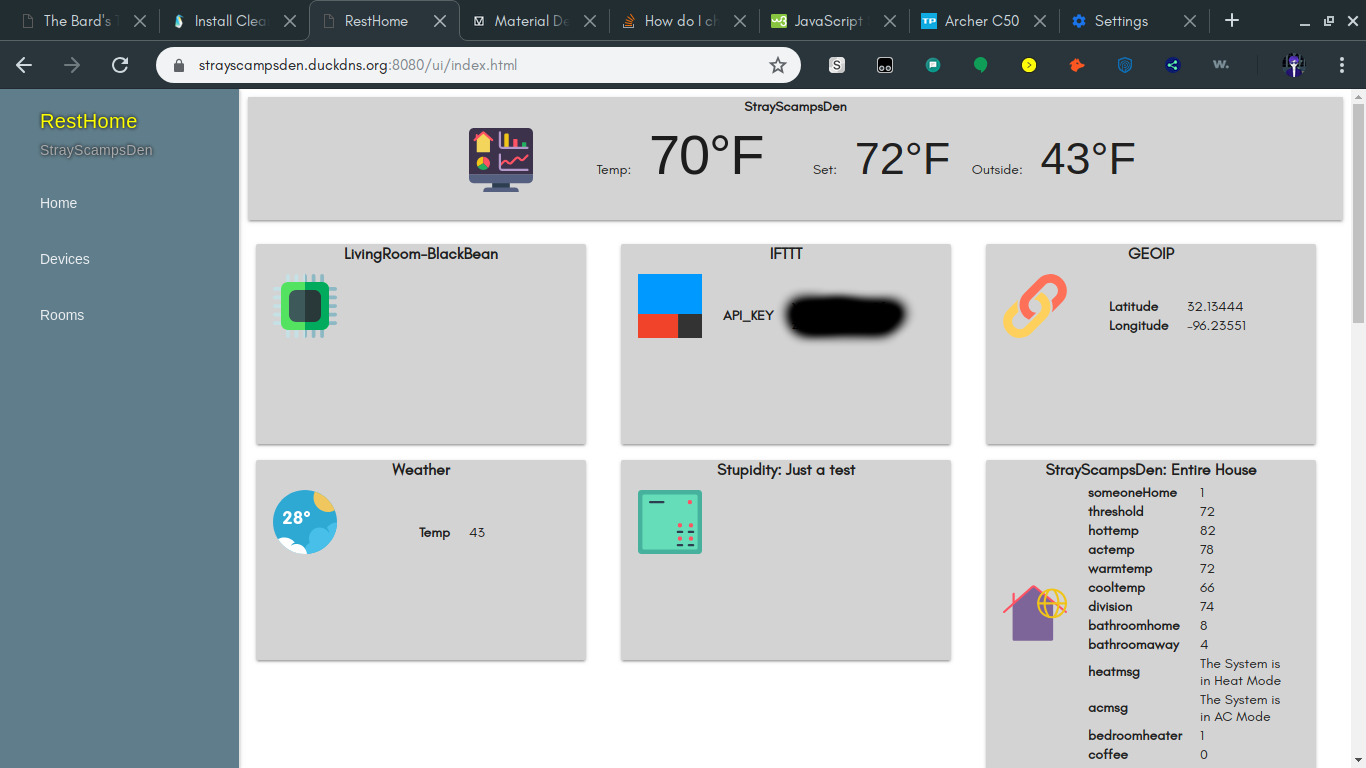 The Bard's T
Install Clea
RestHome
Material De
How do I ch
JavaScript
Archer C50
Settings
strayscampsden.duckdns.org:8080/ui/index.html
S
w.
RestHome
StrayScampsDen
Home
Devices
Rooms
StrayScampsDen
Temp: 70°F Set: 72°F Outside: 43°F
LivingRoom-BlackBean
IFTTT
API_KEY
GEOIP
Latitude 32.13444
Longitude -96.23551
Weather
28°
Temp 43
Stupidity: Just a test
StrayScampsDen: Entire House
someoneHome 1
threshold 72
hottemp 82
actemp 78
warmtemp 72
cooltemp 66
division 74
bathroomhome 8
bathroomaway 4
heatmsg The System is
in Heat Mode
acmsg The System is
in AC Mode
bedroomheater 1
coffee 0